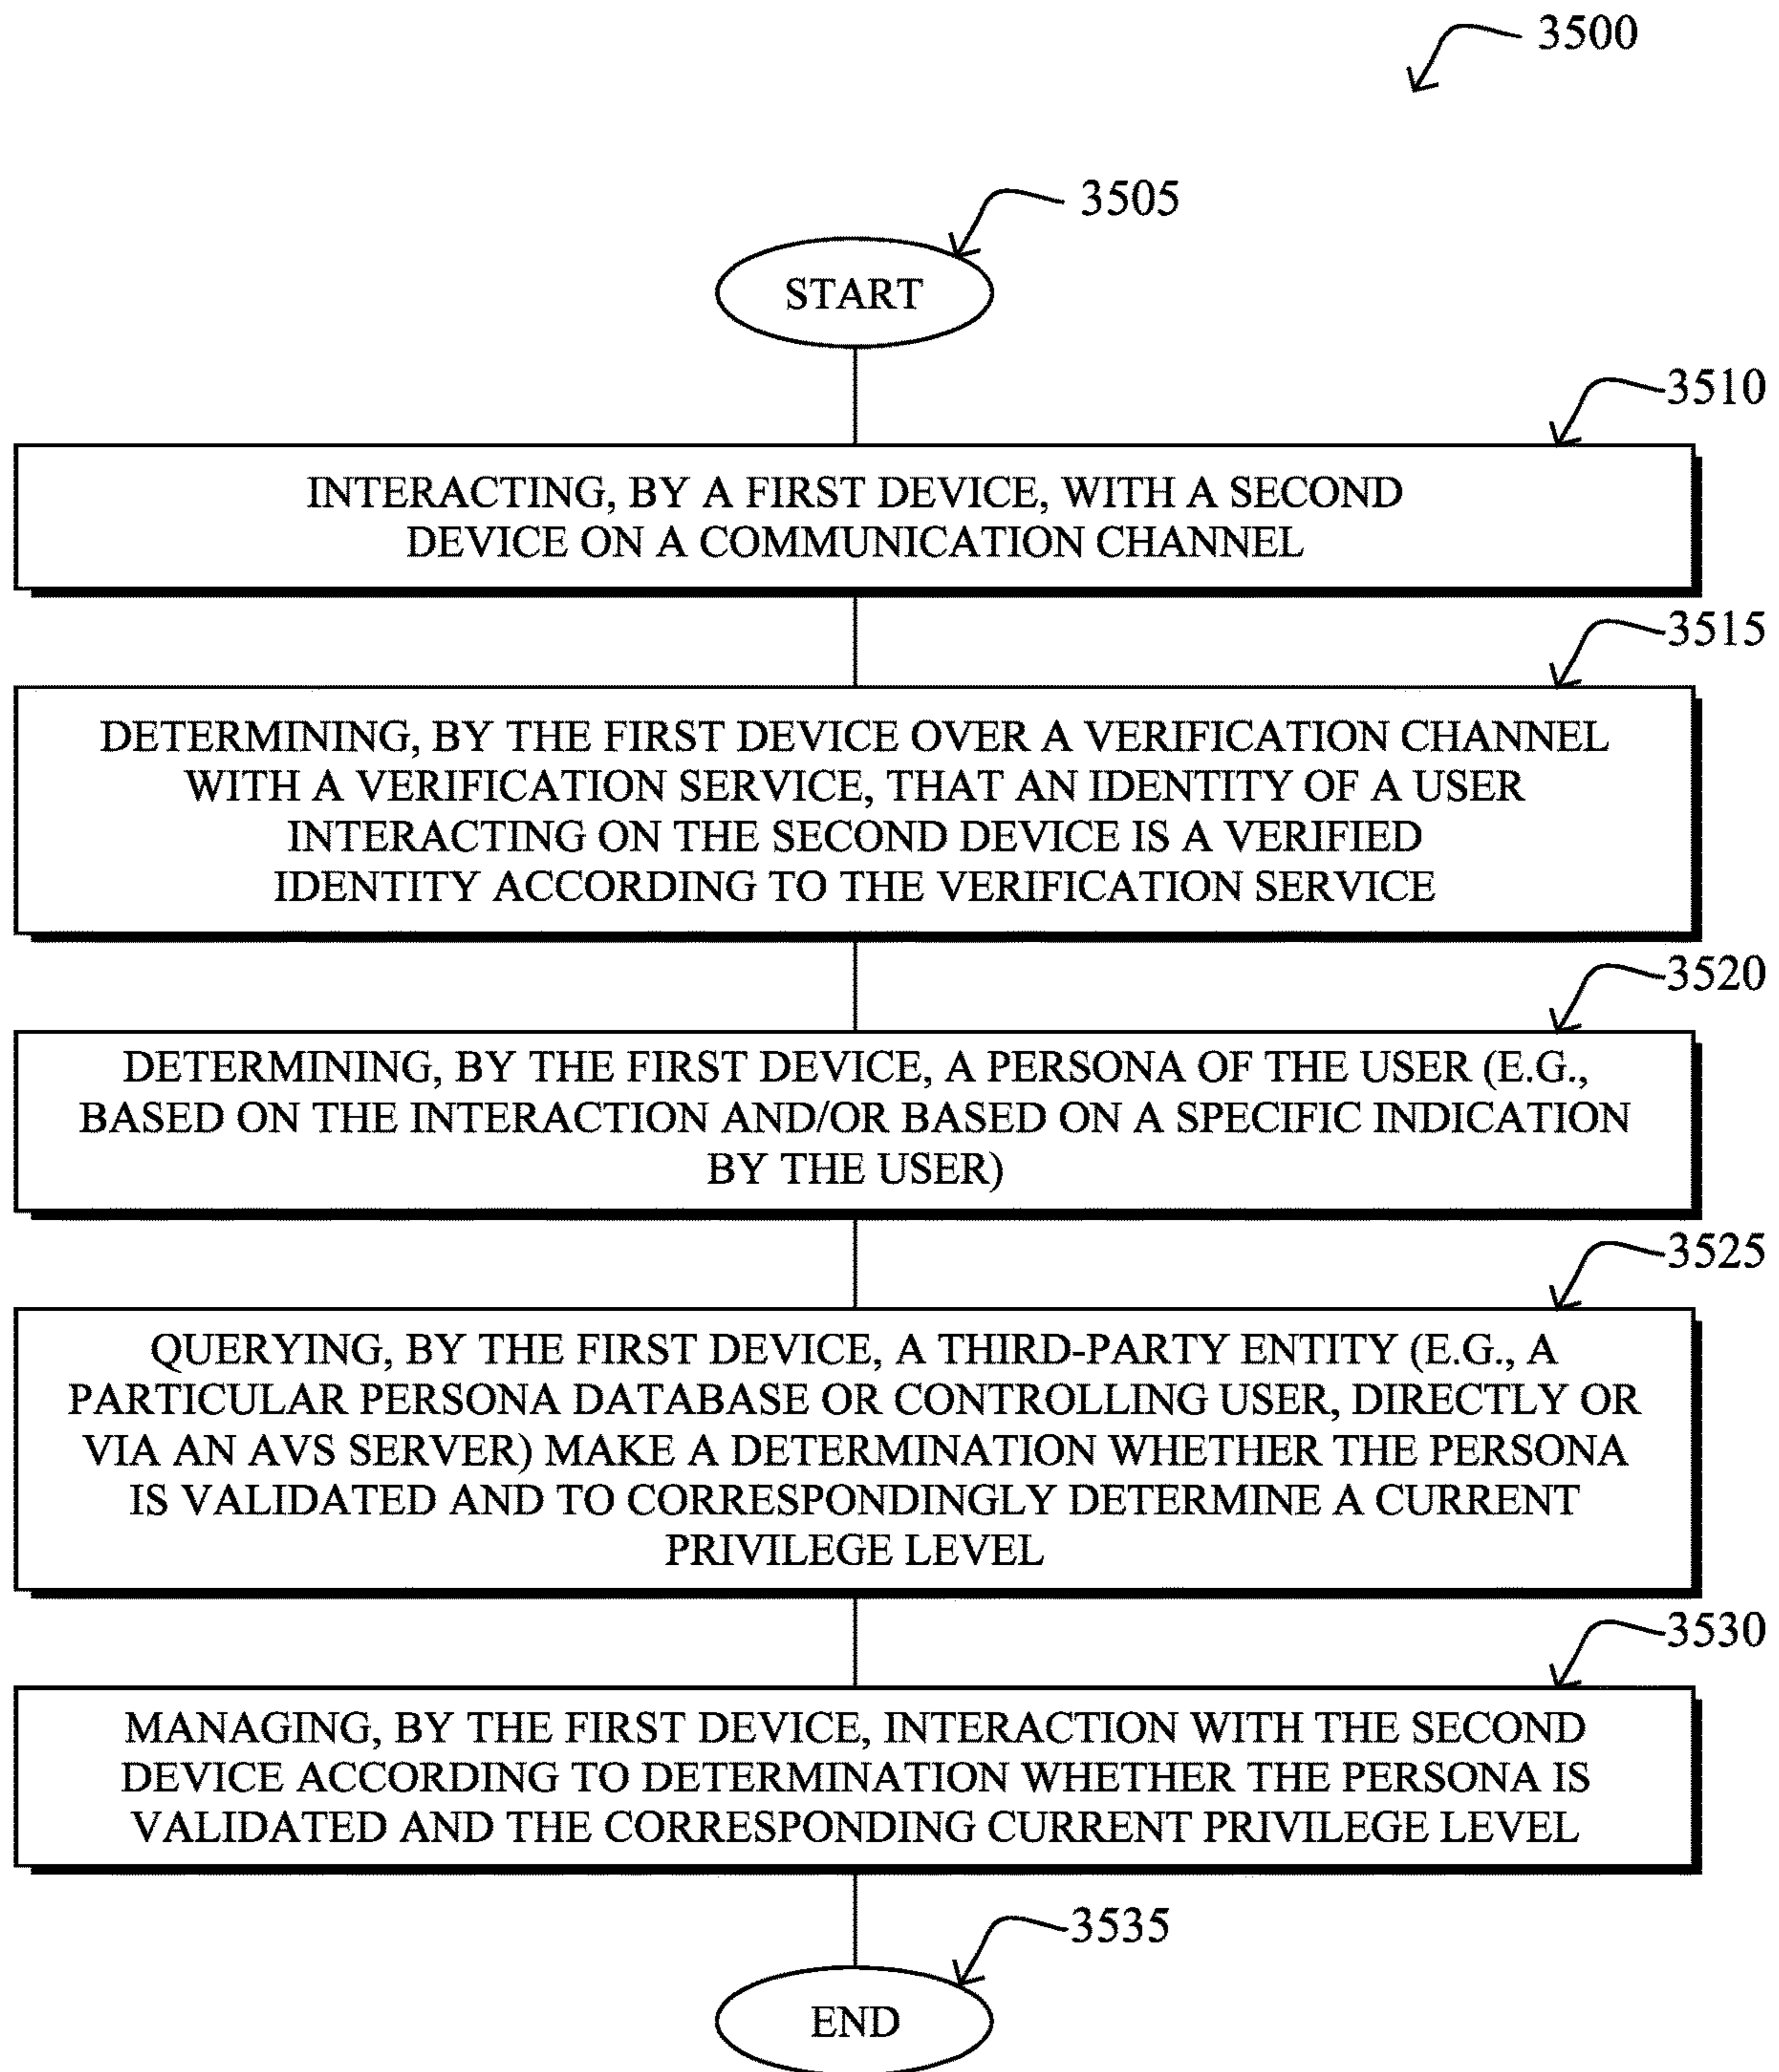 3500
3505
START
3510
INTERACTING, BY A FIRST DEVICE, WITH A SECOND
DEVICE ON A COMMUNICATION CHANNEL
3515
DETERMINING, BY THE FIRST DEVICE OVER A VERIFICATION CHANNEL
WITH A VERIFICATION SERVICE, THAT AN IDENTITY OF A USER
INTERACTING ON THE SECOND DEVICE IS A VERIFIED
IDENTITY ACCORDING TO THE VERIFICATION SERVICE
3520
DETERMINING, BY THE FIRST DEVICE, A PERSONA OF THE USER (E.G.,
BASED ON THE INTERACTION AND/OR BASED ON A SPECIFIC INDICATION
BY THE USER)
3525
QUERYING, BY THE FIRST DEVICE, A THIRD-PARTY ENTITY (E.G., A
PARTICULAR PERSONA DATABASE OR CONTROLLING USER, DIRECTLY OR
VIA AN AVS SERVER) MAKE A DETERMINATION WHETHER THE PERSONA
IS VALIDATED AND TO CORRESPONDINGLY DETERMINE A CURRENT
PRIVILEGE LEVEL
3530
MANAGING, BY THE FIRST DEVICE, INTERACTION WITH THE SECOND
DEVICE ACCORDING TO DETERMINATION WHETHER THE PERSONA IS
VALIDATED AND THE CORRESPONDING CURRENT PRIVILEGE LEVEL
3535
END